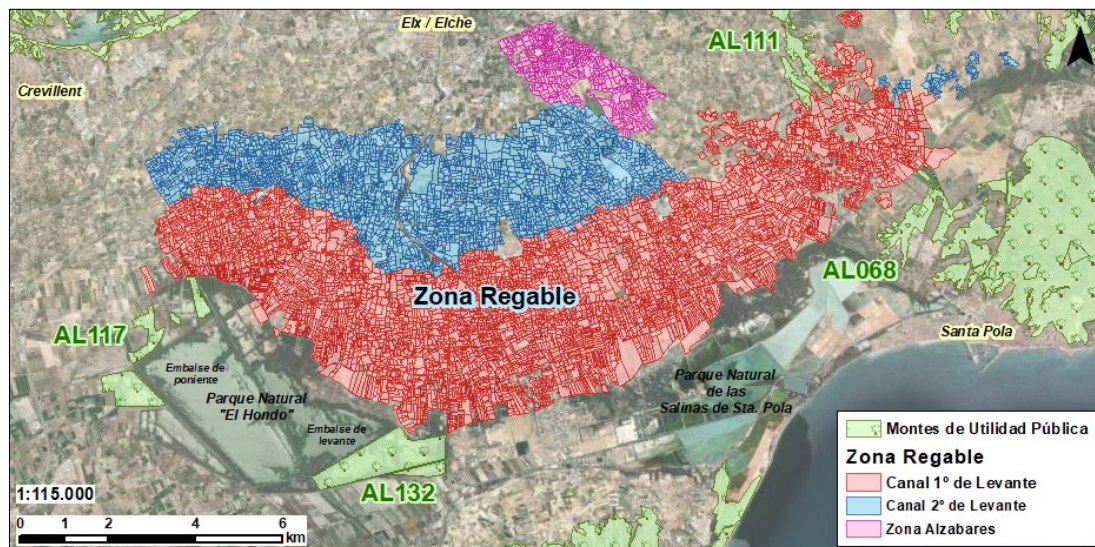 Elx / Elche
AL111
Crevillent
Zona Regable
AL068
AL117
Santa Pola
Embalse de
poniente
Parque Natural
"El Hondo"
Embalse de
levante
Parque Natural
de las
Salinas de Sta. Pola
AL132
1:115.000
0 1 2 4 6
km
Montes de Utilidad Pública
Zona Regable
Canal 1º de Levante
Canal 2º de Levante
Zona Alzabares